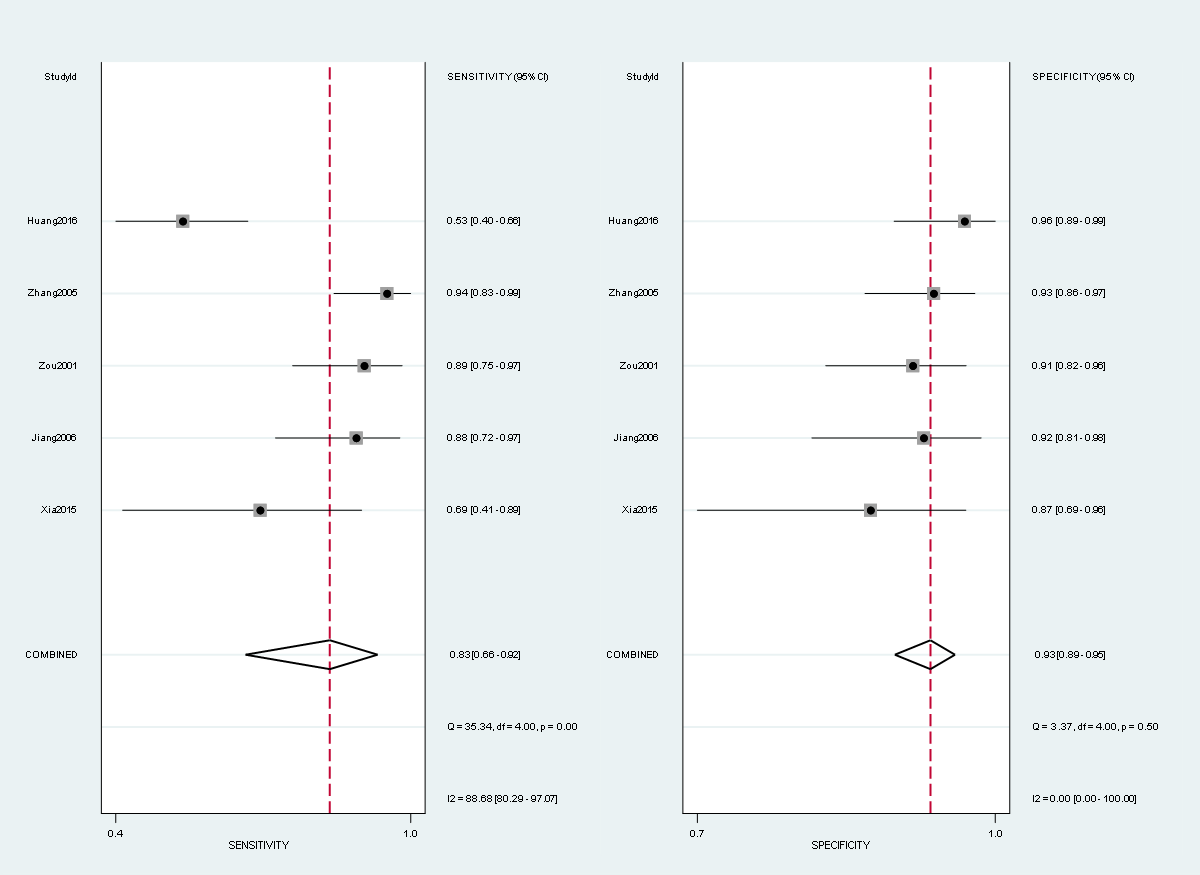 StudyId SENSITIVITY (95% CI) StudyId SPECIFICITY (95% CI)
Huang2016 0.53 [0.40 - 0.66] Huang2016 0.96 [0.89 - 0.99]
Zhang2005 0.94 [0.83 - 0.99] Zhang2005 0.93 [0.86 - 0.97]
Zou2001 0.89 [0.75 - 0.97] Zou2001 0.91 [0.82 - 0.96]
Jiang2006 0.88 [0.72 - 0.97] Jiang2006 0.92 [0.81 - 0.98]
Xia2015 0.69 [0.41 - 0.89] Xia2015 0.87 [0.69 - 0.96]
COMBINED 0.83[0.66 - 0.92] COMBINED 0.93[0.89 - 0.95]
Q = 35.34, df = 4.00, p = 0.00 Q = 3.37, df = 4.00, p = 0.50
I2 = 88.68 [80.29 - 97.07] I2 = 0.00 [0.00 - 100.00]
0.4 1.0 0.7 1.0
SENSITIVITY SPECIFICITY